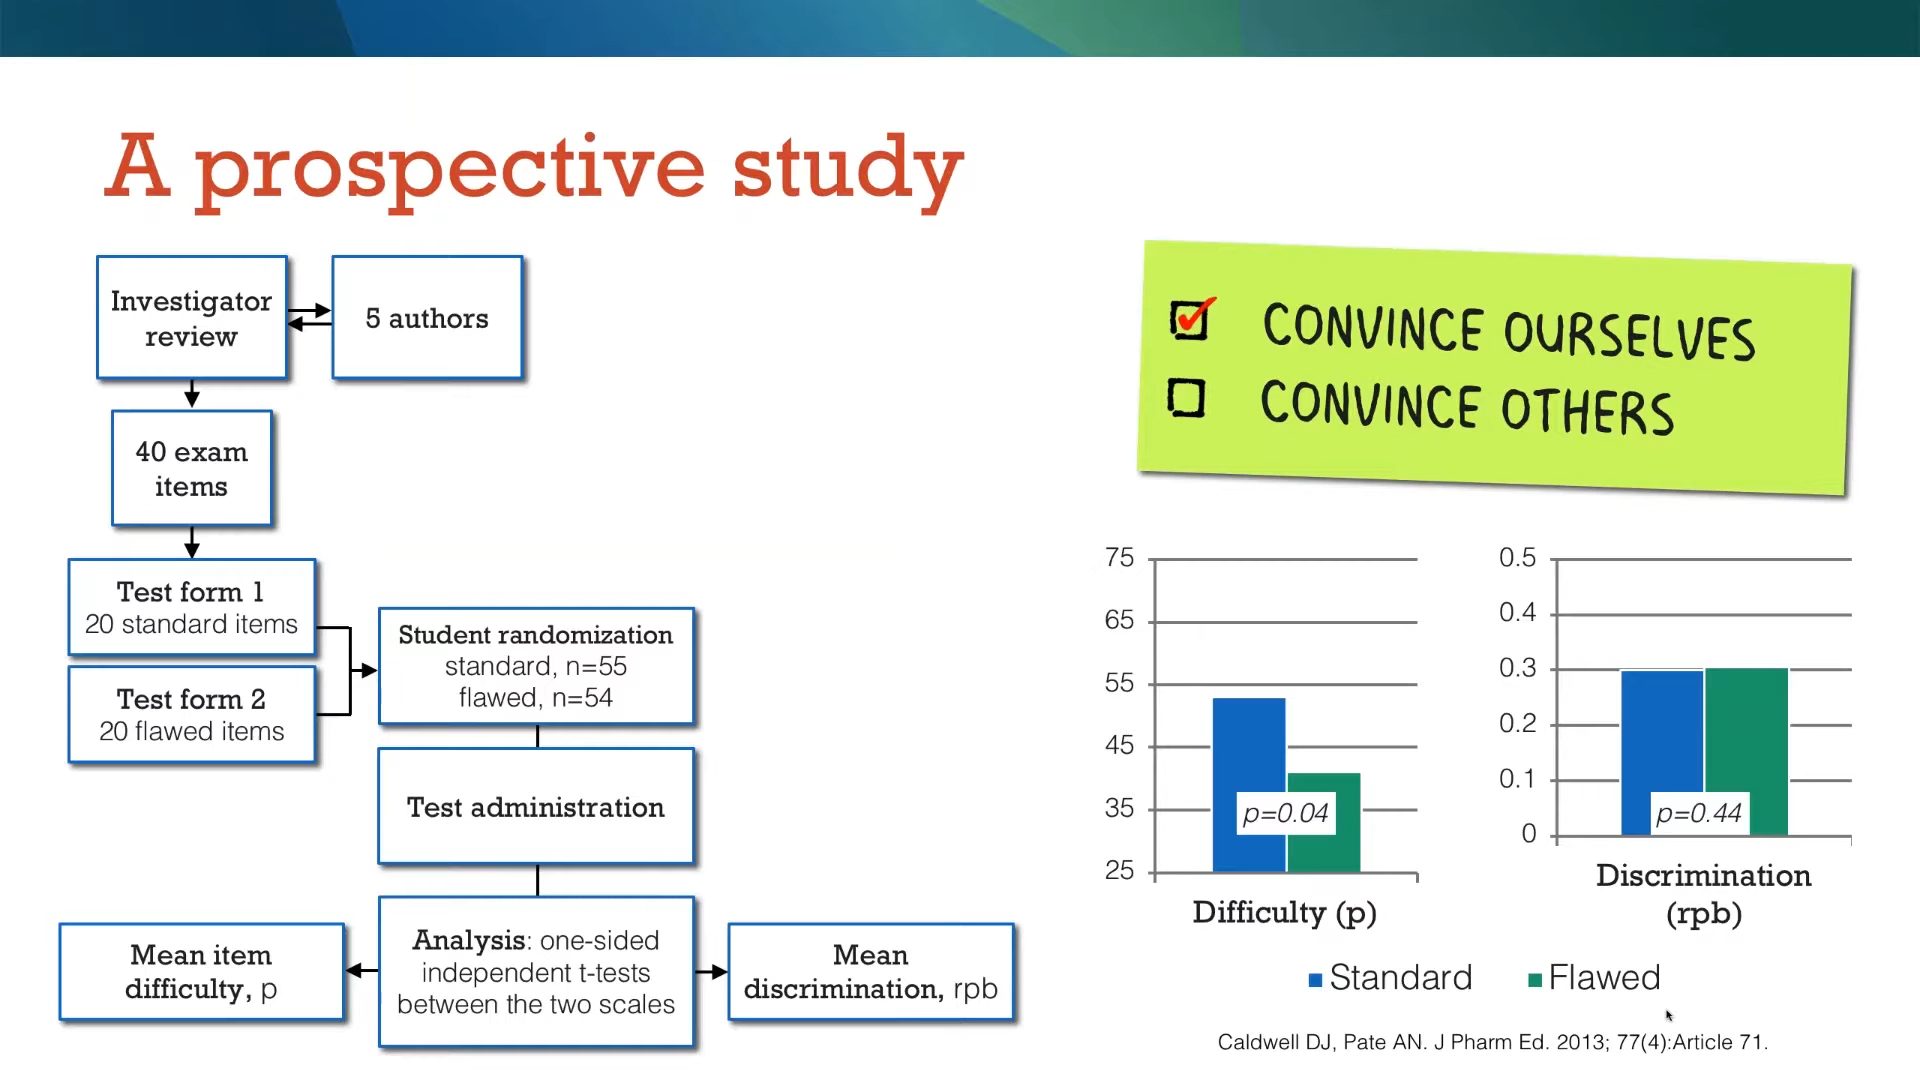 A prospective study
Investigator
review
5 authors
40 exam
items
Test form 1
20 standard items
Test form 2
20 flawed items
Student randomization
standard, n=55
flawed, n=54
Test administration
Analysis: one-sided
independent t-tests
between the two scales
Mean item
difficulty, p
Mean
discrimination, rpb
CONVINCE OURSELVES
CONVINCE OTHERS
75
65
55
45
35
25
p=0.04
Difficulty (p)
0.5
0.4
0.3
0.2
0.1
0
p=0.44
Discrimination
(rpb)
Standard
Flawed
Caldwell DJ, Pate AN. J Pharm Ed. 2013; 77(4):Article 71.